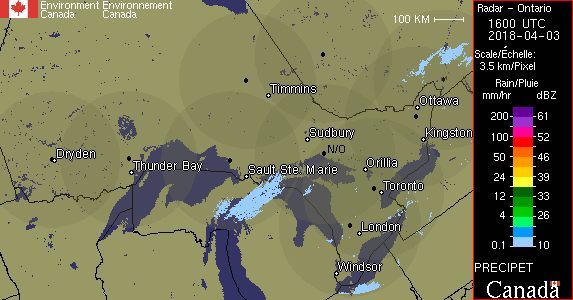 Environment Environnement
Canada Canada
100 KM
Timmins
Ottawa
Sudbury
Kingston
N/O
Dryden
Thunder Bay
Sault Ste. Marie
Orillia
Toronto
London
Windsor
Radar - Ontario
1600 UTC
2018-04-03
Scale/Échelle:
3.5 km/Pixel
Rain/Pluie
mm/hr dBZ
200 61
100 52
50 46
24 39
12 33
4 26
0.1 10
PRECIPET
Canada